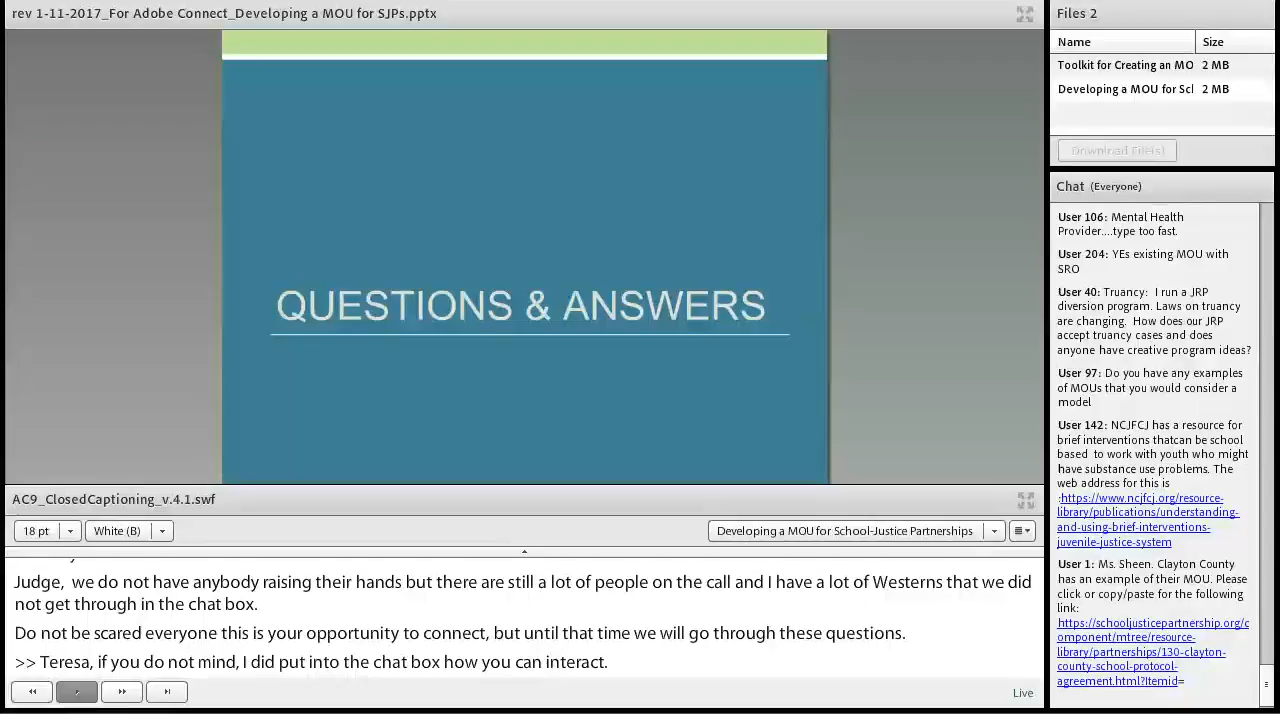 rev 1-11-2017_For Adobe Connect_Developing a MOU for SJPs.pptx
QUESTIONS & ANSWERS
AC9_ClosedCaptioning_v.4.1.swf
18 pt
White (B)
Developing a MOU for School-Justice Partnerships
Judge,  we do not have anybody raising their hands but there are still a lot of people on the call and I have a lot of Westerns that we did
not get through in the chat box.
Do not be scared everyone this is your opportunity to connect, but until that time we will go through these questions.
>> Teresa, if you do not mind, I did put into the chat box how you can interact.
Live
Files 2
Name Size
Toolkit for Creating an MO 2 MB
Developing a MOU for Scl 2 MB
Download File(s)
Chat (Everyone)
User 106: Mental Health
Provider....type too fast.
User 204: YEs existing MOU with
SRO
User 40: Truancy:  I run a JRP
diversion program. Laws on truancy
are changing.  How does our JRP
accept truancy cases and does
anyone have creative program ideas?
User 97: Do you have any examples
of MOUs that you would consider a
model
User 142: NCJFCJ has a resource for
brief interventions thatcan be school
based  to work with youth who might
have substance use problems. The
web address for this is
:https://www.ncjfcj.org/resource-
library/publications/understanding-
and-using-brief-interventions-
juvenile-justice-system
User 1: Ms. Sheen. Clayton County
has an example of their MOU. Please
click or copy/paste for the following
link:
https://schooljusticepartnership.org/c
omponent/mtree/resource-
library/partnerships/130-clayton-
county-school-protocol-
agreement.html?Itemid=